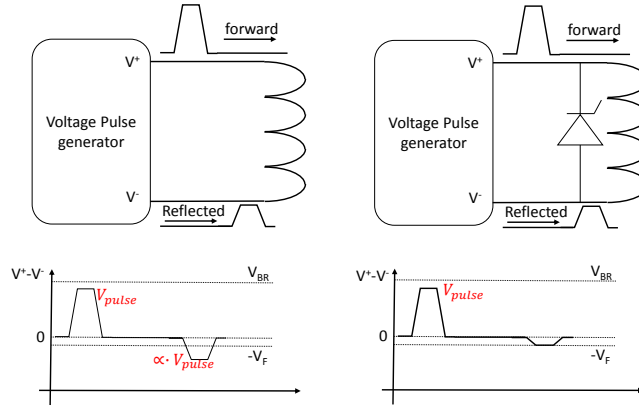 forward
V⁺
Voltage Pulse
generator
V⁻
Reflected
V⁺-V⁻
V_BR
V_pulse
0
∝· V_pulse
-V_F
forward
V⁺
Voltage Pulse
generator
V⁻
Reflected
V⁺-V⁻
V_BR
V_pulse
0
-V_F